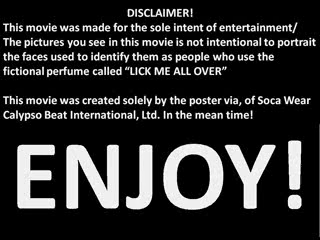 DISCLAIMER!
This movie was made for the sole intent of entertainment/
The pictures you see in this movie is not intentional to portrait
the faces used to identify them as people who use the
fictional perfume called “LICK ME ALL OVER”
This movie was created solely by the poster via, of Soca Wear
Calypso Beat International, Ltd. In the mean time!
ENJOY!